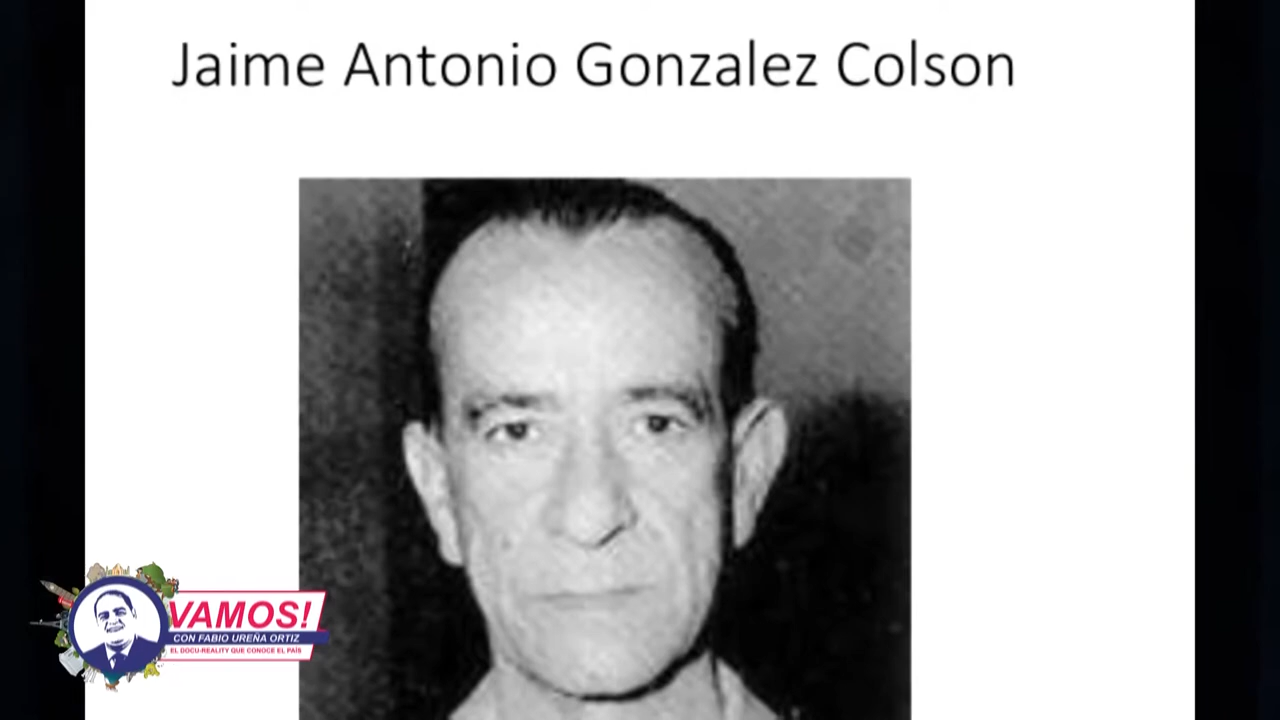 Jaime Antonio Gonzalez Colson
VAMOS!
CON FABIO UREÑA ORTIZ
EL DOCU-REALITY QUE CONOCE EL PAÍS